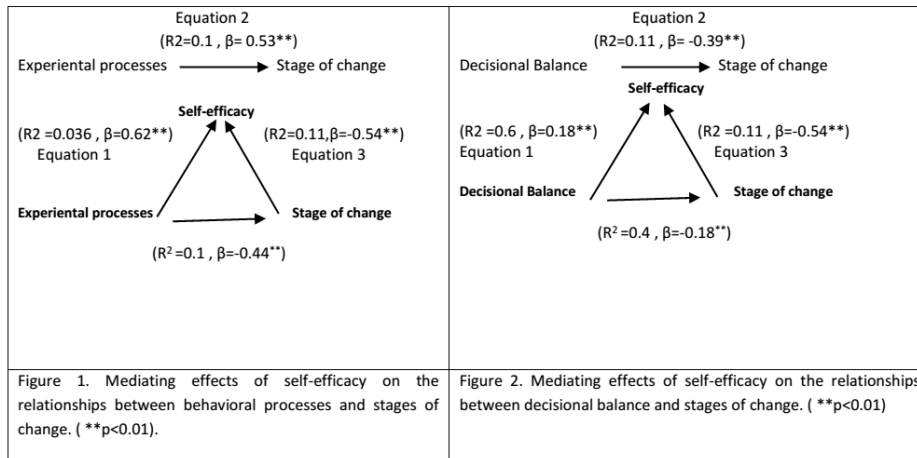 Equation 2
(R2=0.1 , β= 0.53**)
Experiential processes Stage of change
Self-efficacy
(R2 =0.036 , β=0.62**) (R2=0.11,β=-0.54**)
Equation 1 Equation 3
Experiential processes Stage of change
(R² =0.1 , β=-0.44**)
Figure 1. Mediating effects of self-efficacy on the
relationships between behavioral processes and stages of
change. ( **p<0.01).
Equation 2
(R2=0.11 , β= -0.39**)
Decisional Balance Stage of change
Self-efficacy
(R2 =0.6 , β=0.18**) (R2 =0.11 , β=-0.54**)
Equation 1 Equation 3
Decisional Balance Stage of change
(R² =0.4 , β=-0.18**)
Figure 2. Mediating effects of self-efficacy on the relationships
between decisional balance and stages of change. ( **p<0.01)